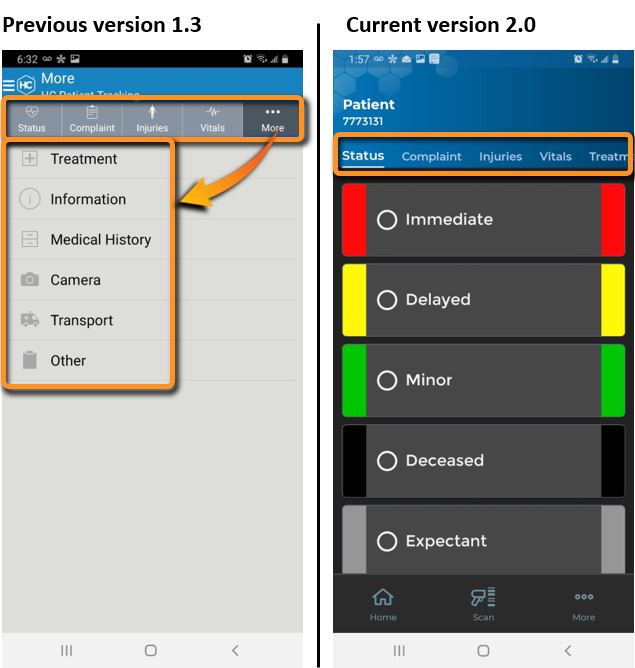 Previous version 1.3
6:32
HC
More
HC Patient Tracking
Status
Complaint
Injuries
Vitals
More
Treatment
Information
Medical History
Camera
Transport
Other
Current version 2.0
1:57
Patient
7773131
Status
Complaint
Injuries
Vitals
Treatm
Immediate
Delayed
Minor
Deceased
Expectant
Home
Scan
More